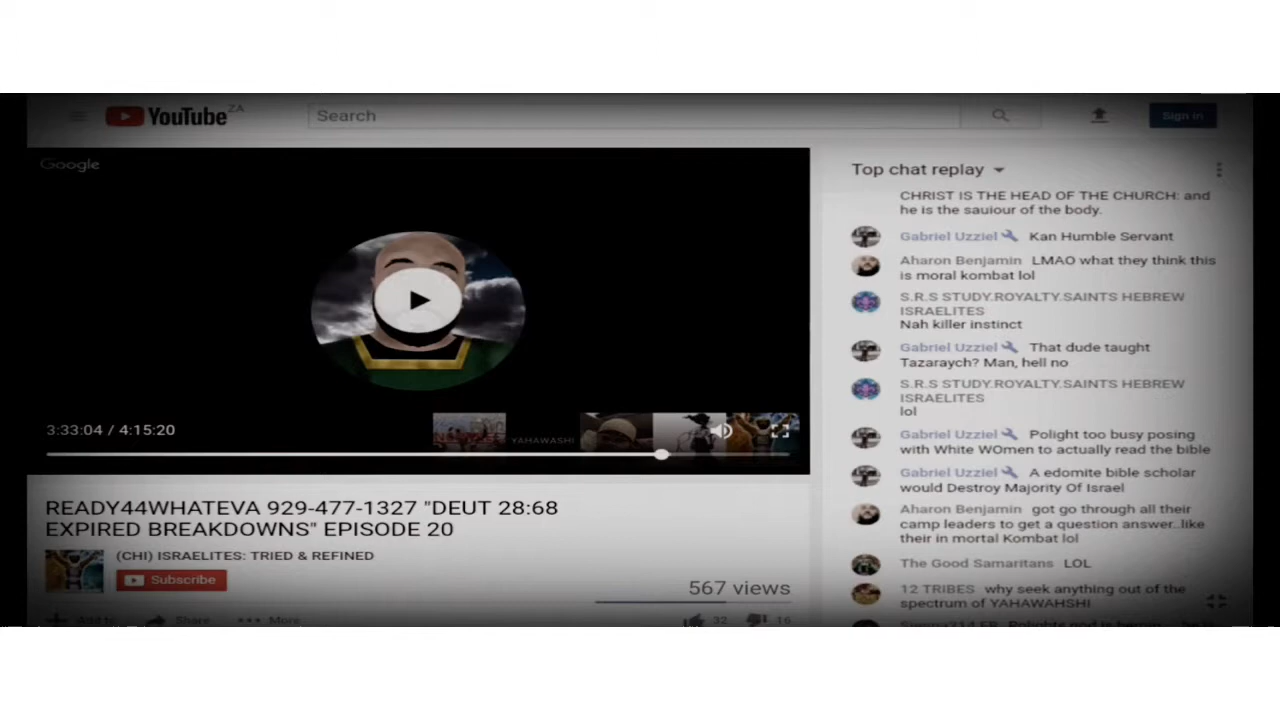 YouTube ZA
Search
Sign in
Google
3:33:04 / 4:15:20
YAHAWASHI
READY44WHATEVA 929-477-1327 "DEUT 28:68
EXPIRED BREAKDOWNS" EPISODE 20
(CHI) ISRAELITES: TRIED & REFINED
Subscribe
567 views
Add to
Share
More
32
16
Top chat replay
CHRIST IS THE HEAD OF THE CHURCH: and
he is the sauiour of the body.
Gabriel Uzziel Kan Humble Servant
Aharon Benjamin LMAO what they think this
is moral kombat lol
S.R.S STUDY.ROYALTY.SAINTS HEBREW
ISRAELITES
Nah killer instinct
Gabriel Uzziel That dude taught
Tazaraych? Man, hell no
S.R.S STUDY.ROYALTY.SAINTS HEBREW
ISRAELITES
lol
Gabriel Uzziel Polight too busy posing
with White WOmen to actually read the bible
Gabriel Uzziel A edomite bible scholar
would Destroy Majority Of Israel
Aharon Benjamin got go through all their
camp leaders to get a question answer..like
their in mortal Kombat lol
The Good Samaritans LOL
12 TRIBES why seek anything out of the
spectrum of YAHAWAHSHI